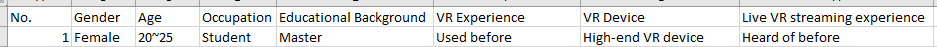 No. Gender Age Occupation Educational Background VR Experience VR Device Live VR streaming experience
1 Female 20~25 Student Master Used before High-end VR device Heard of before